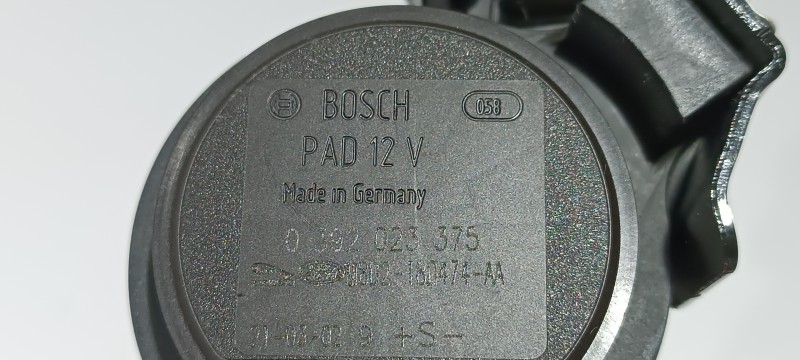 BOSCH 058
PAD 12 V
Made in Germany
0 392 023 375
+S-